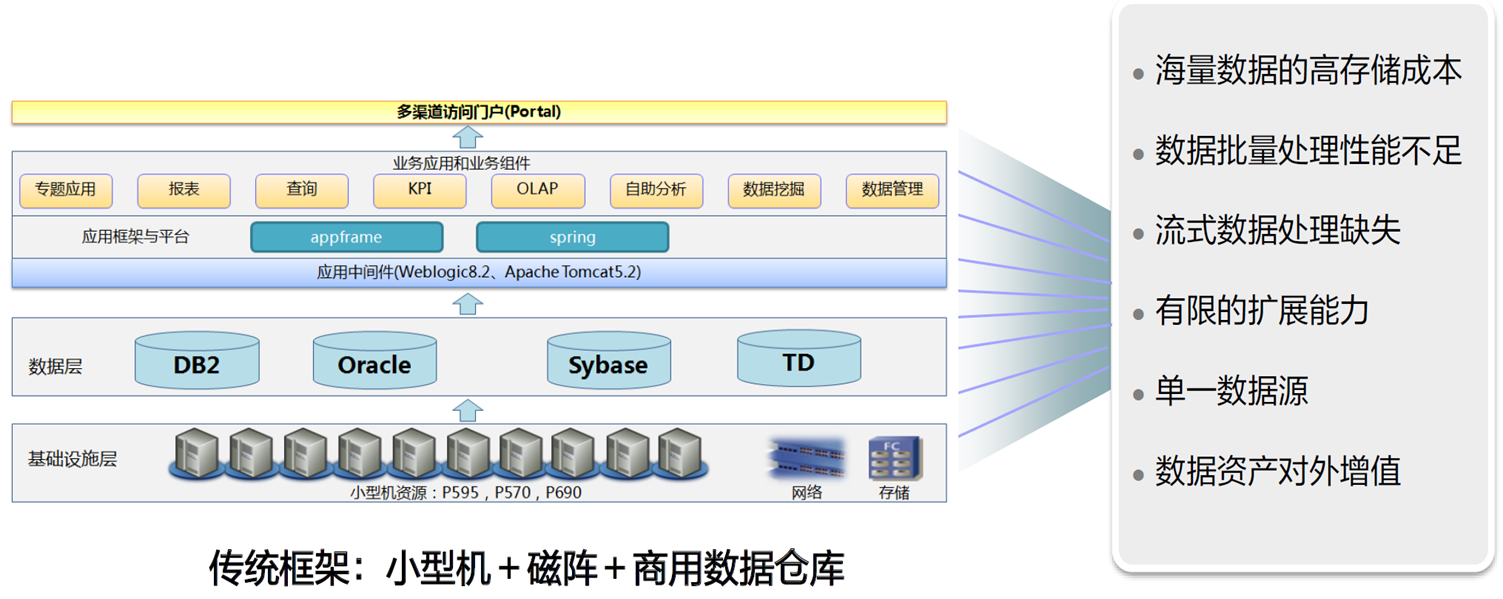 多渠道访问门户(Portal)
业务应用和业务组件
专题应用
报表
查询
KPI
OLAP
自助分析
数据挖掘
数据管理
应用框架与平台
appframe
spring
应用中间件(Weblogic8.2、Apache Tomcat5.2)
数据层
DB2
Oracle
Sybase
TD
基础设施层
FC
小型机资源：P595，P570，P690
网络
存储
传统框架：小型机＋磁阵＋商用数据仓库
• 海量数据的高存储成本
• 数据批量处理性能不足
• 流式数据处理缺失
• 有限的扩展能力
• 单一数据源
• 数据资产对外增值